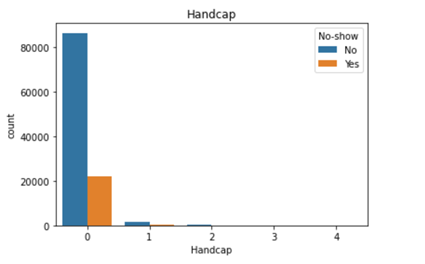 Handcap
No-show
No
Yes
80000
60000
40000
20000
0
count
0 1 2 3 4
Handcap